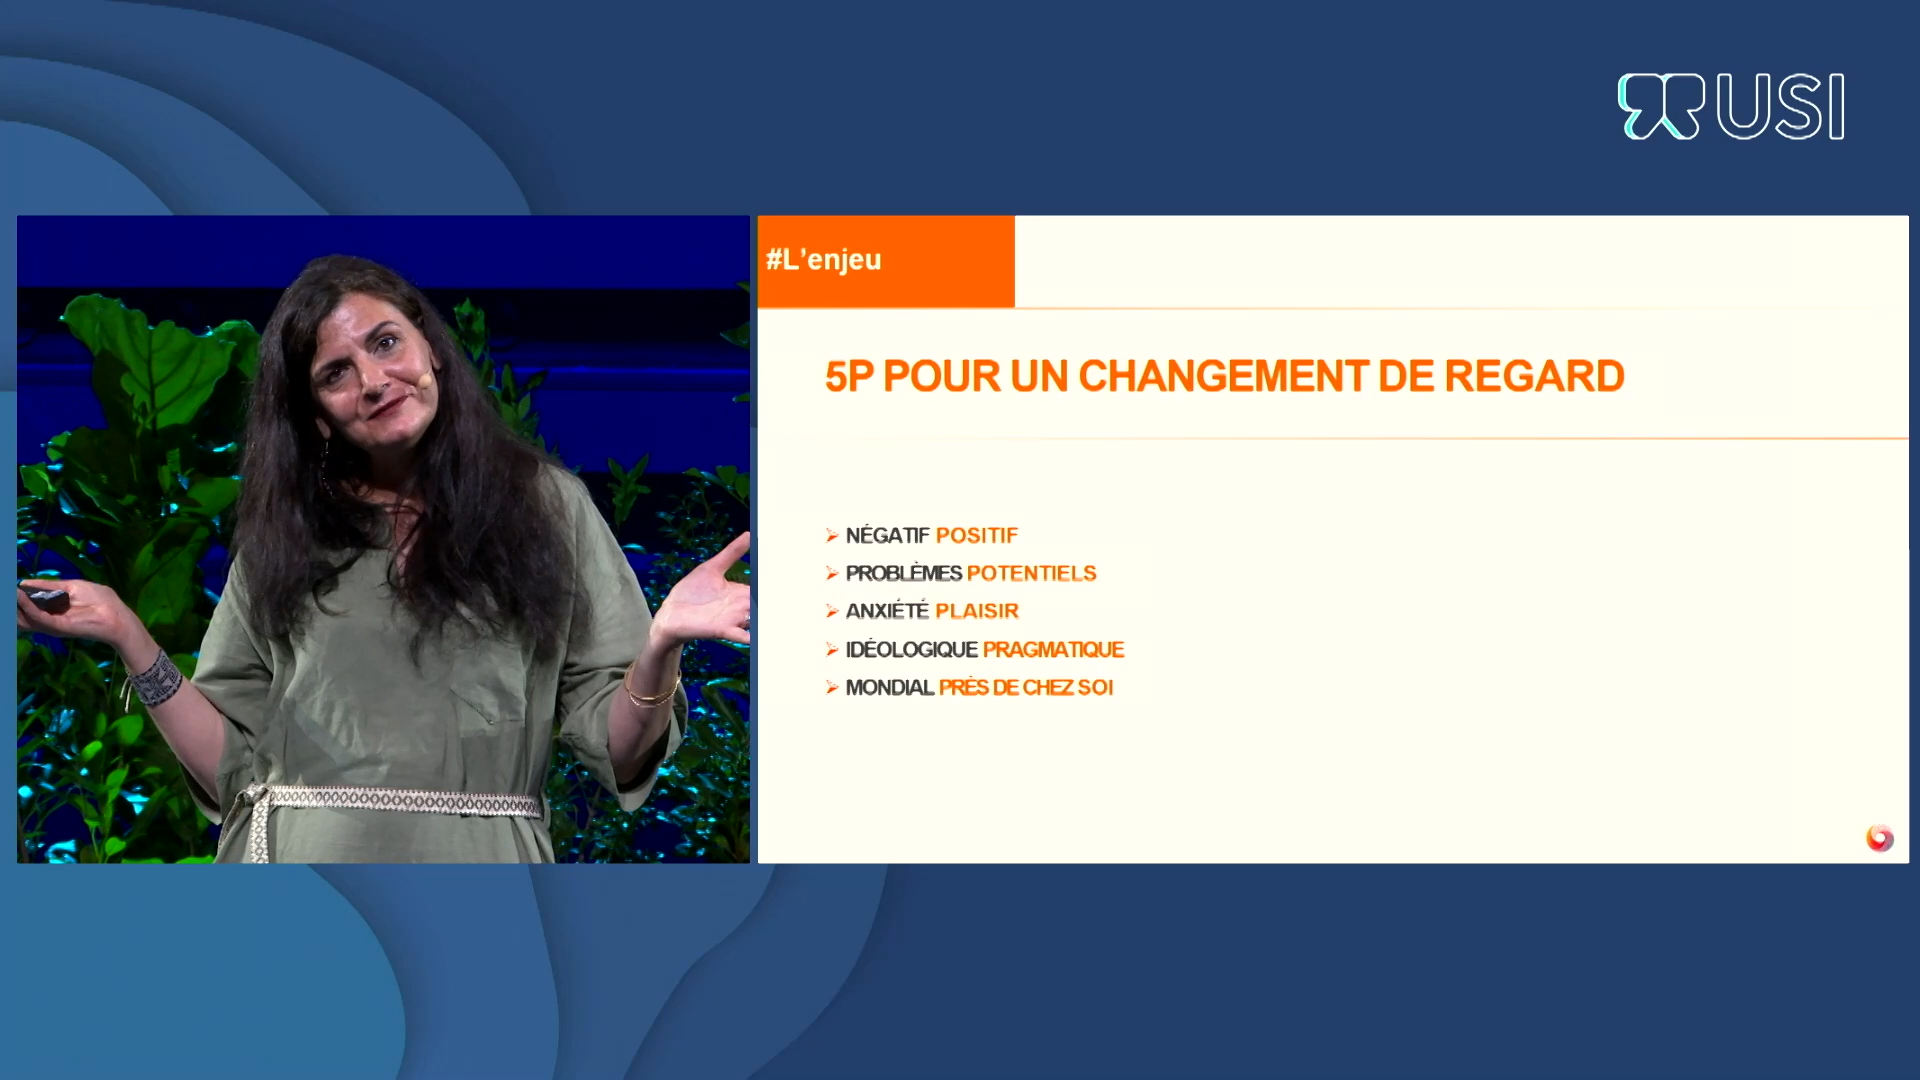 USI
#L'enjeu
5P POUR UN CHANGEMENT DE REGARD
NÉGATIF POSITIF
PROBLÈMES POTENTIELS
ANXIÉTÉ PLAISIR
IDÉOLOGIQUE PRAGMATIQUE
MONDIAL PRÈS DE CHEZ SOI